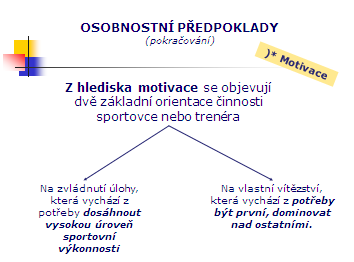 OSOBNOSTNÍ PŘEDPOKLADY
(pokračování)
)* Motivace
Z hlediska motivace se objevují
dvě základní orientace činnosti
sportovce nebo trenéra
Na zvládnutí úlohy,
která vychází z
potřeby dosáhnout
vysokou úroveň
sportovní
výkonnosti
Na vlastní vítězství,
která vychází z potřeby
být první, dominovat
nad ostatními.